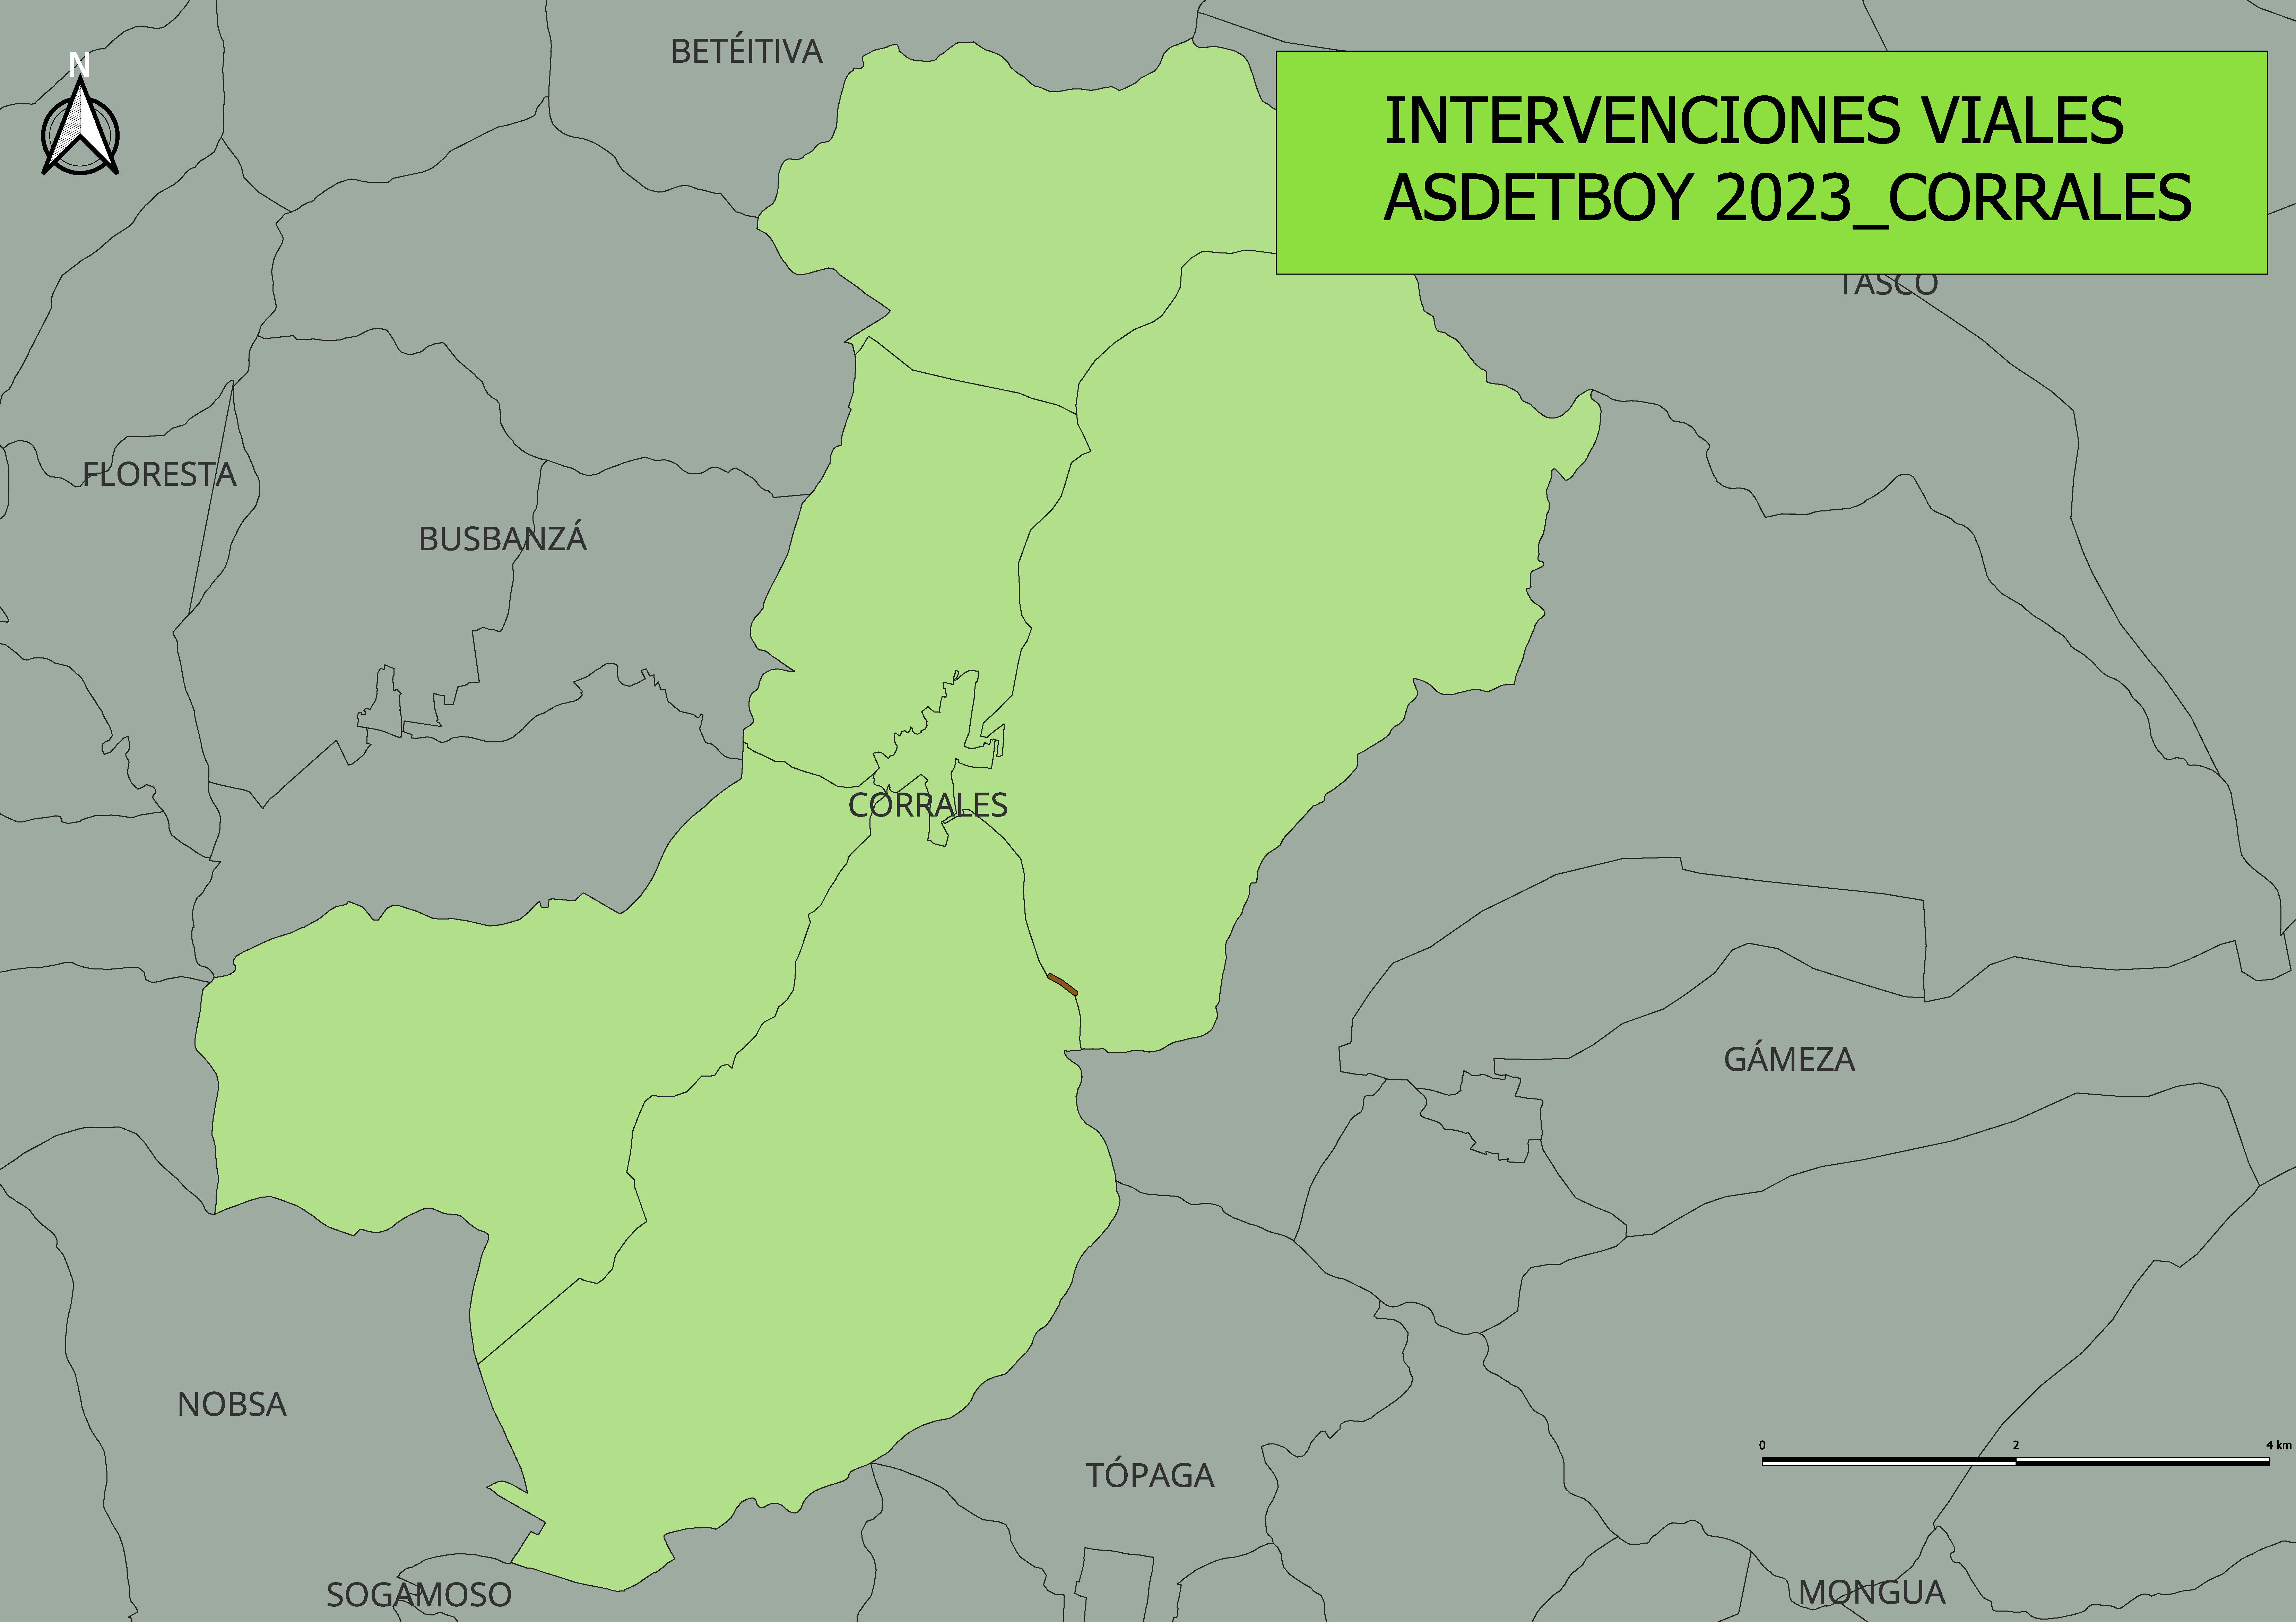 BETÉITIVA
N
INTERVENCIONES VIALES
ASDETBOY 2023_CORRALES
TASCO
FLORESTA
BUSBANZÁ
CORRALES
GÁMEZA
NOBSA
0 2 4 km
TÓPAGA
SOGAMOSO
MONGUA